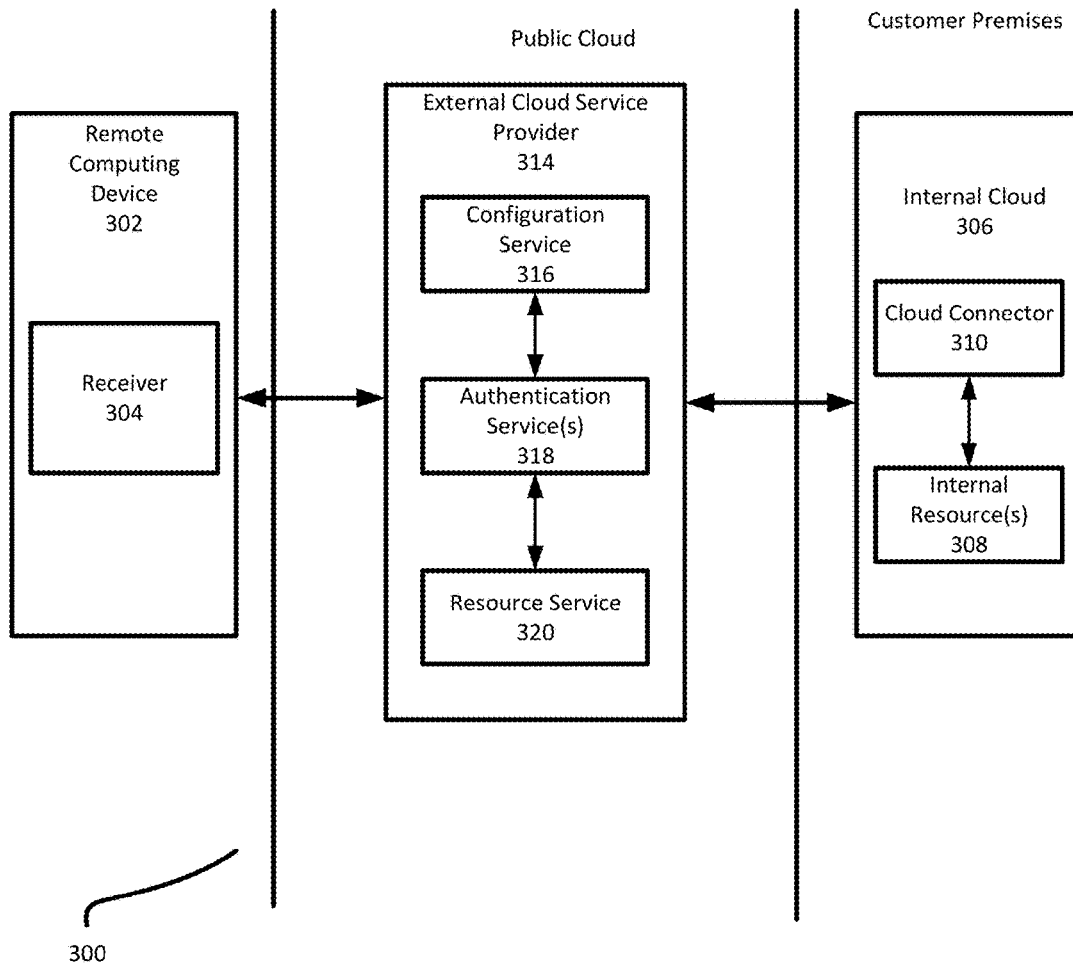 Public Cloud
Customer Premises
Remote
Computing
Device
302
Receiver
304
External Cloud Service
Provider
314
Configuration
Service
316
Authentication
Service(s)
318
Resource Service
320
Internal Cloud
306
Cloud Connector
310
Internal
Resource(s)
308
300